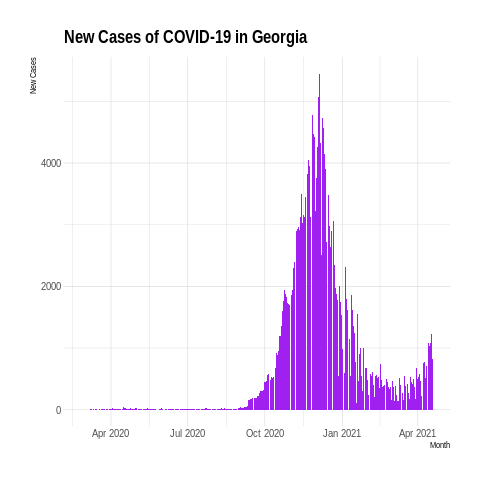 New Cases of COVID-19 in Georgia
New Cases
4000
2000
0
Apr 2020 Jul 2020 Oct 2020 Jan 2021 Apr 2021
Month